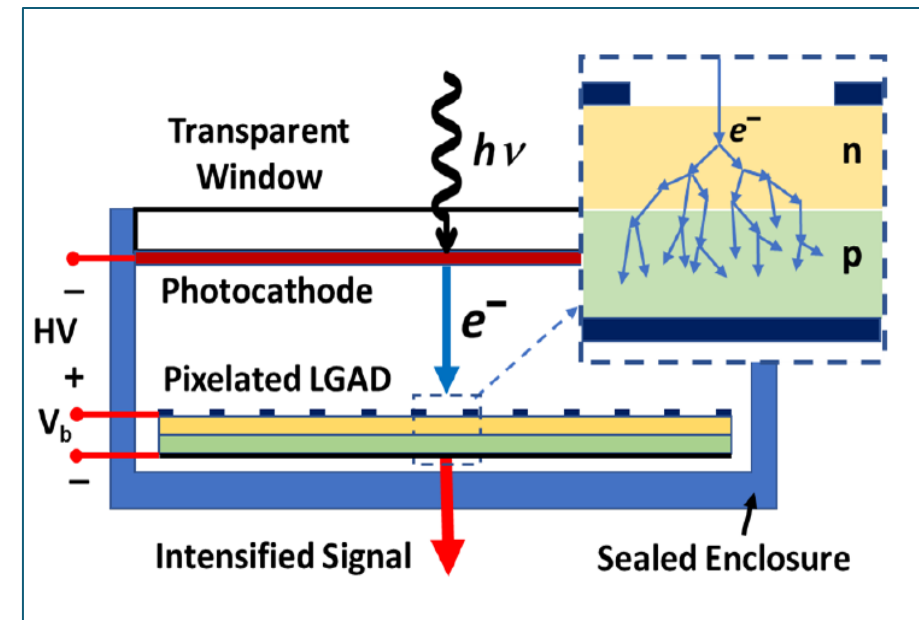 Transparent
Window
hν
e⁻
n
p
Photocathode
−
HV
+
e⁻
Pixelated LGAD
V_b
−
Intensified Signal
Sealed Enclosure